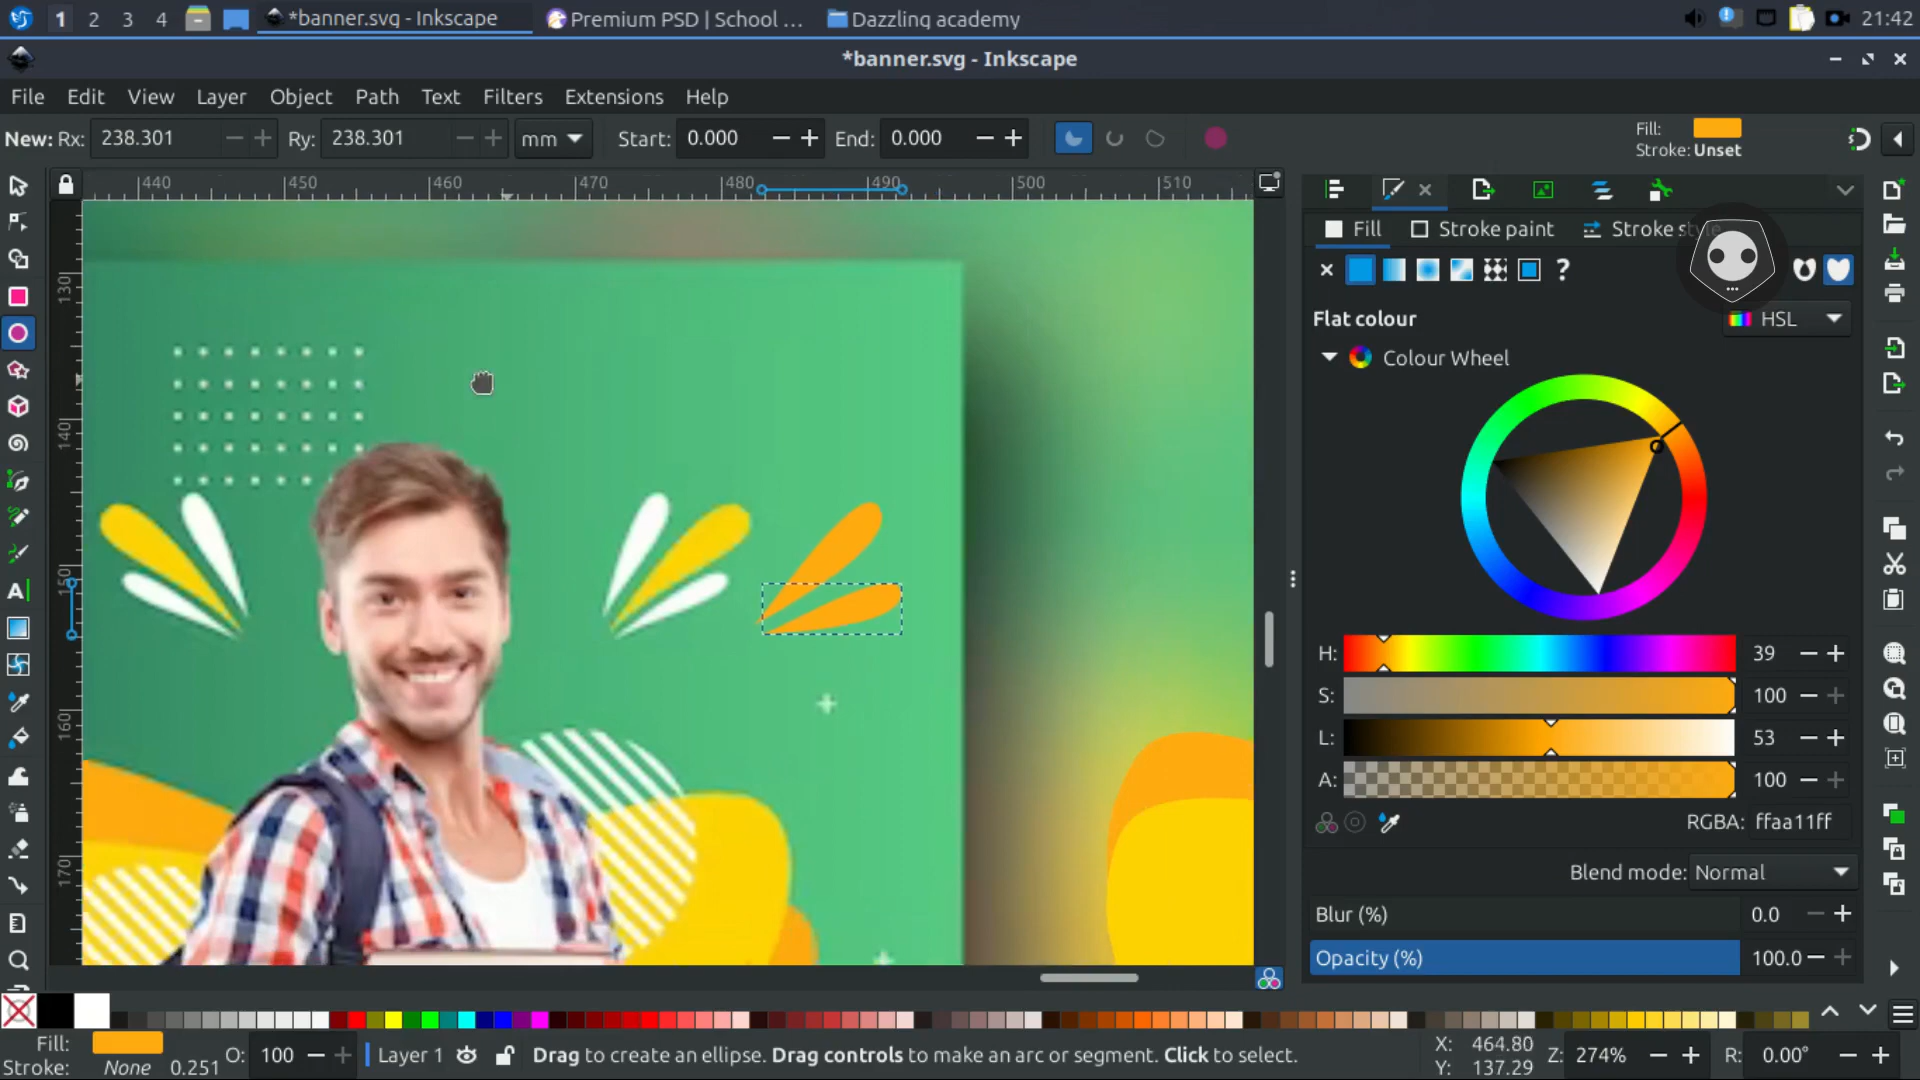 1 2 3 4 *banner.svg - Inkscape Premium PSD | School ... Dazzling academy 21:42
*banner.svg - Inkscape
File Edit View Layer Object Path Text Filters Extensions Help
New: Rx: 238.301 Ry: 238.301 mm Start: 0.000 End: 0.000
Fill:
Stroke: Unset
440 450 460 470 480 490 500 510
130
140
150
160
170
Fill Stroke paint Stroke style
Flat colour HSL
Colour Wheel
H: 39
S: 100
L: 53
A: 100
RGBA: ffaa11ff
Blend mode: Normal
Blur (%) 0.0
Opacity (%) 100.0
Fill:
Stroke: None 0.251
O: 100 Layer 1 Drag to create an ellipse. Drag controls to make an arc or segment. Click to select.
X: 464.80
Y: 137.29
Z: 274% R: 0.00°